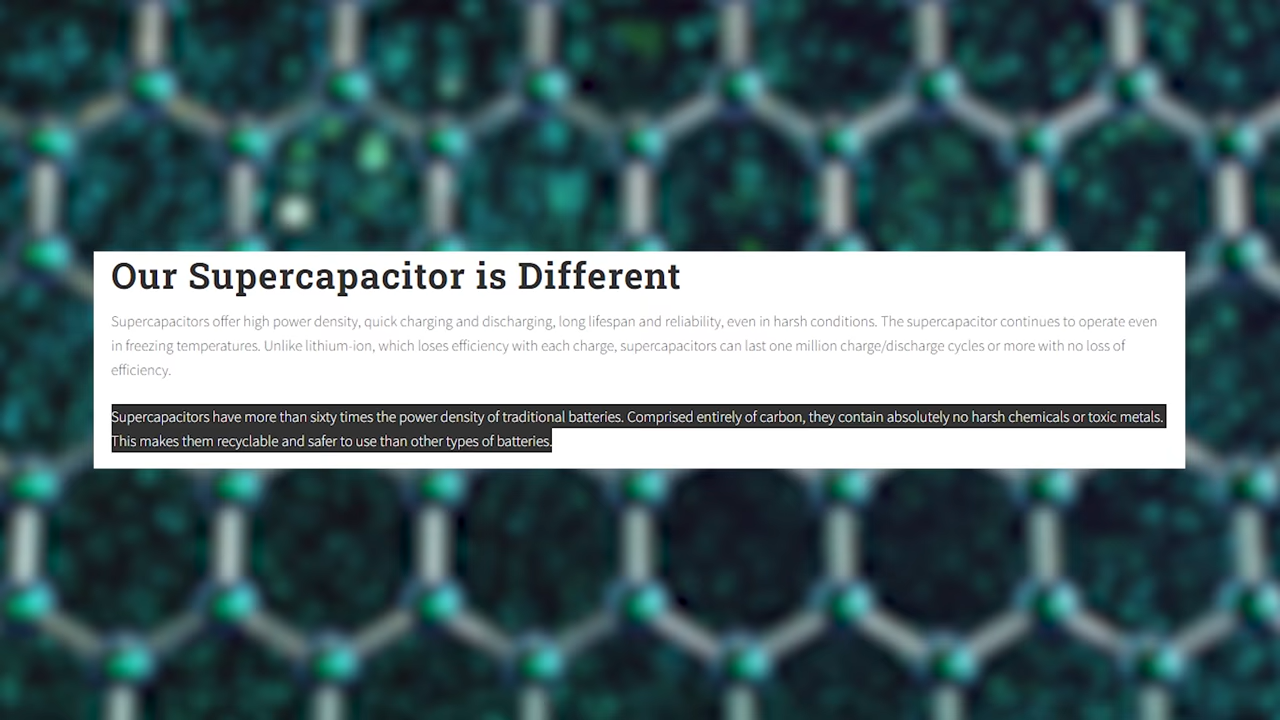 Our Supercapacitor is Different
Supercapacitors offer high power density, quick charging and discharging, long lifespan and reliability, even in harsh conditions. The supercapacitor continues to operate even
in freezing temperatures. Unlike lithium-ion, which loses efficiency with each charge, supercapacitors can last one million charge/discharge cycles or more with no loss of
efficiency.
Supercapacitors have more than sixty times the power density of traditional batteries. Comprised entirely of carbon, they contain absolutely no harsh chemicals or toxic metals.
This makes them recyclable and safer to use than other types of batteries.